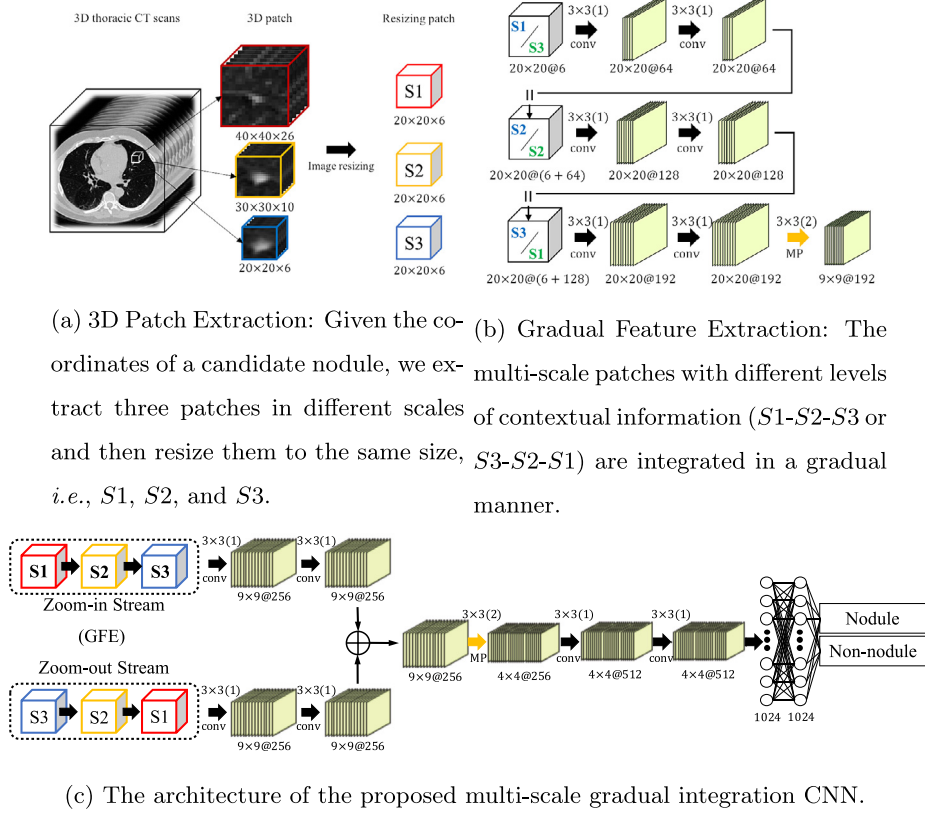 3D thoracic CT scans
3D patch
Resizing patch
40×40×26
S1
20×20×6
30×30×10
Image resizing
S2
20×20×6
20×20×6
S3
20×20×6
S1
S3
3×3(1)
conv
3×3(1)
conv
20×20@6
20×20@64
20×20@64
=
S2
S2
3×3(1)
conv
3×3(1)
conv
20×20@(6 + 64)
20×20@128
20×20@128
=
S3
S1
3×3(1)
conv
3×3(1)
conv
3×3(2)
MP
20×20@(6 + 128)
20×20@192
20×20@192
9×9@192
(a) 3D Patch Extraction: Given the co-
ordinates of a candidate nodule, we ex-
tract three patches in different scales
and then resize them to the same size,
i.e., S1, S2, and S3.
(b) Gradual Feature Extraction: The
multi-scale patches with different levels
of contextual information (S1-S2-S3 or
S3-S2-S1) are integrated in a gradual
manner.
S1
S2
S3
Zoom-in Stream
(GFE)
Zoom-out Stream
S3
S2
S1
3×3(1)
conv
3×3(1)
9×9@256
9×9@256
3×3(1)
conv
3×3(1)
9×9@256
9×9@256
9×9@256
3×3(2)
MP
4×4@256
3×3(1)
conv
4×4@512
3×3(1)
conv
4×4@512
1024
1024
Nodule
Non-nodule
(c) The architecture of the proposed multi-scale gradual integration CNN.